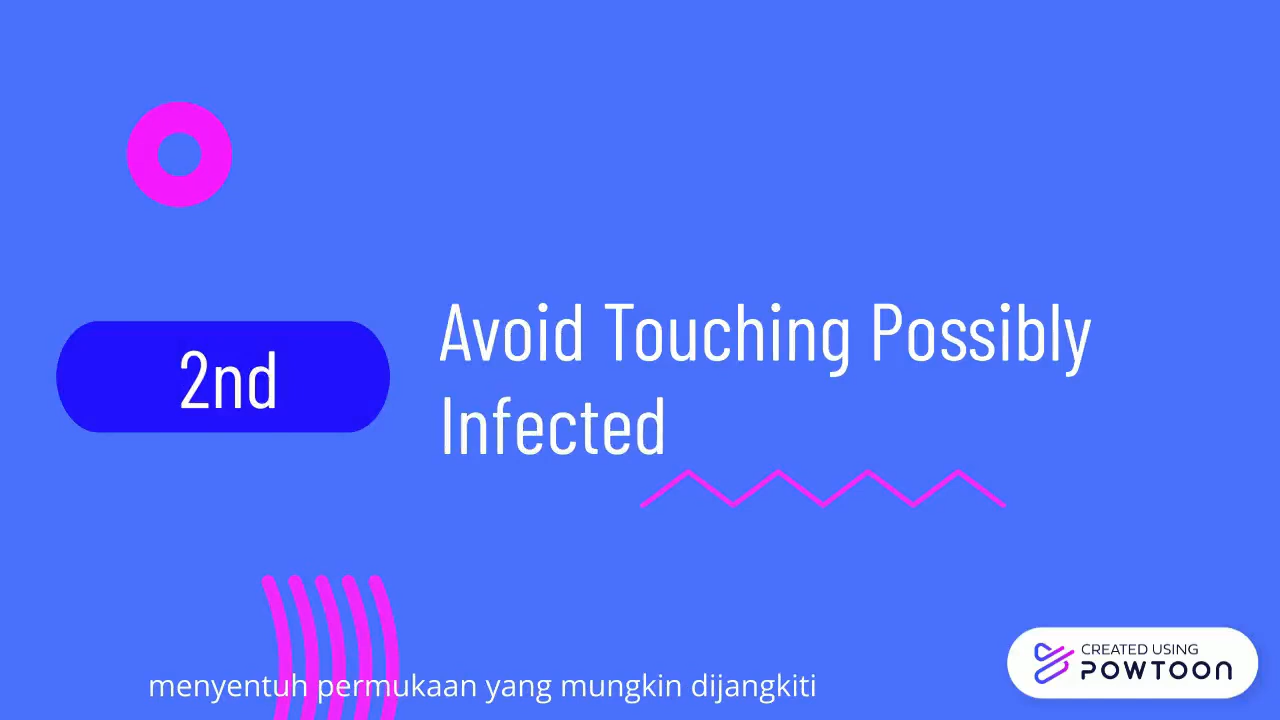 2nd
Avoid Touching Possibly
Infected
menyentuh permukaan yang mungkin dijangkiti
CREATED USING
POWTOON